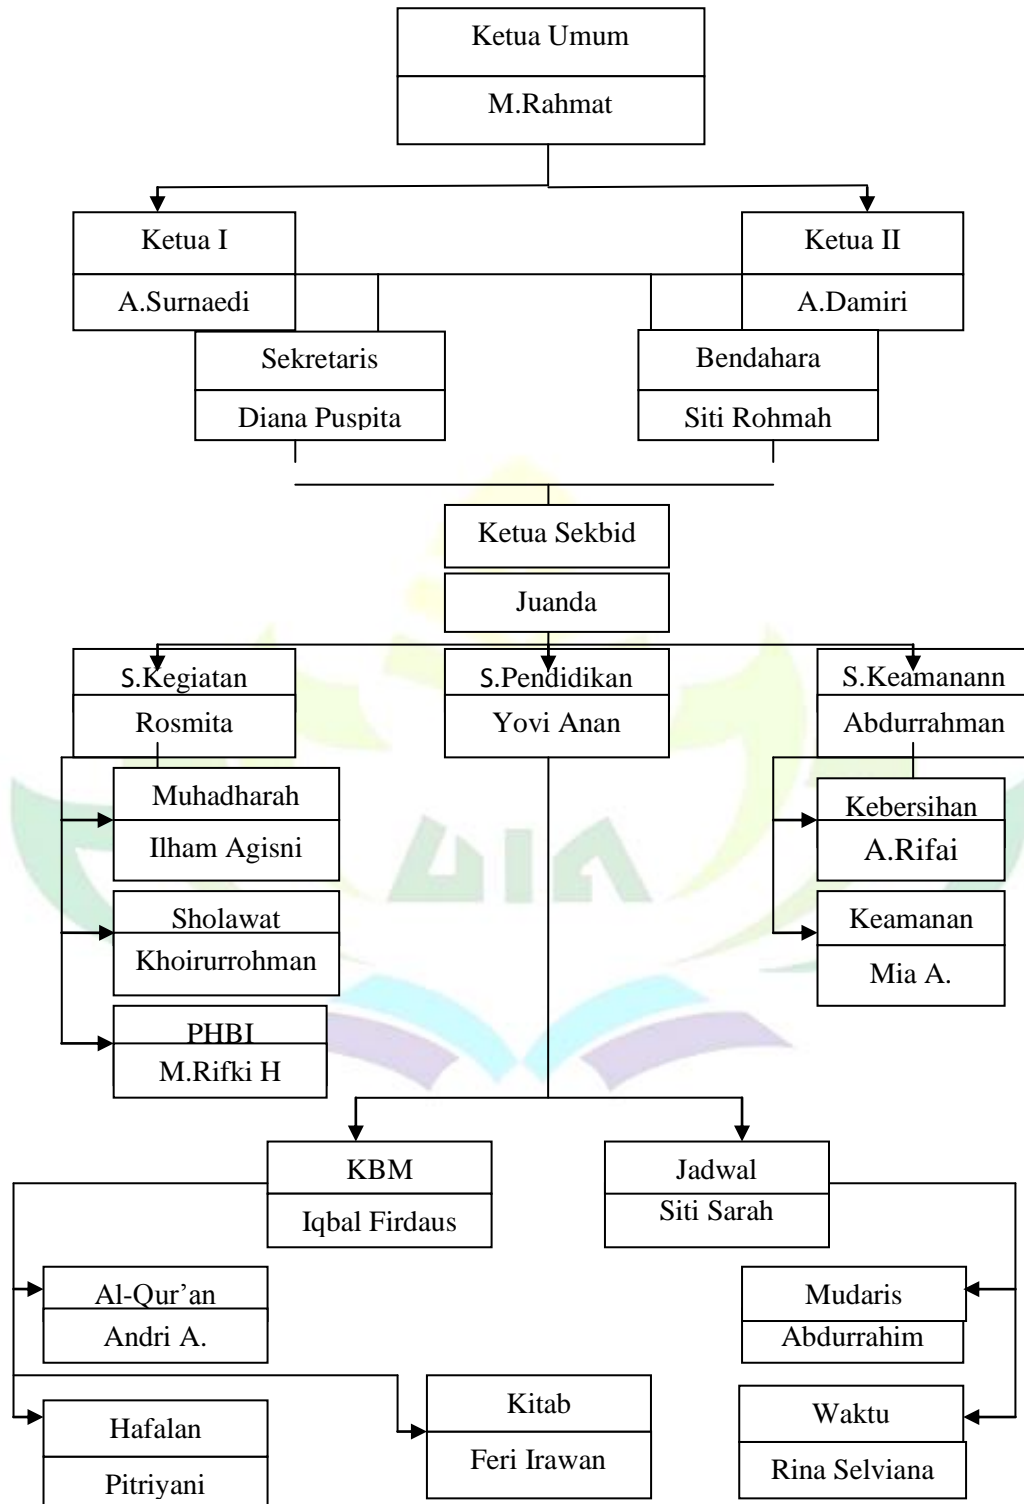 Ketua Umum
M.Rahmat
Ketua I
A.Surnaedi
Ketua II
A.Damiri
Sekretaris
Diana Puspita
Bendahara
Siti Rohmah
Ketua Sekbid
Juanda
S.Kegiatan
Rosmita
S.Pendidikan
Yovi Anan
S.Keamanann
Abdurrahman
Muhadharah
Ilham Agisni
Sholawat
Khoirurrohman
PHBI
M.Rifki H
Kebersihan
A.Rifai
Keamanan
Mia A.
uin
KBM
Iqbal Firdaus
Jadwal
Siti Sarah
Al-Qur’an
Andri A.
Hafalan
Pitriyani
Kitab
Feri Irawan
Mudaris
Abdurrahim
Waktu
Rina Selviana